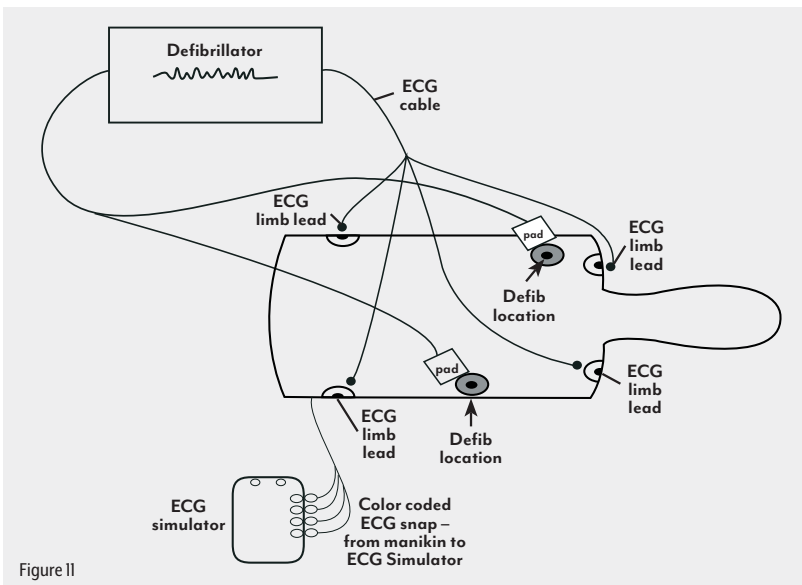 Defibrillator
ECG
cable
ECG
limb lead
pad
ECG
limb
lead
Defib
location
pad
ECG
limb
lead
ECG
limb
lead
Defib
location
ECG
simulator
Color coded
ECG snap –
from manikin to
ECG Simulator
Figure 11